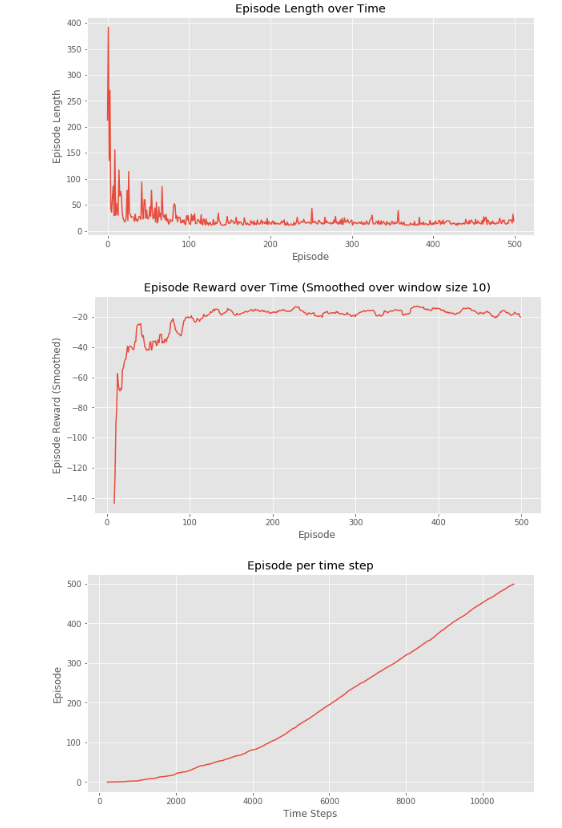 Episode Length over Time
400
350
300
250
200
150
100
50
0
Episode Length
0 100 200 300 400 500
Episode
Episode Reward over Time (Smoothed over window size 10)
−20
−40
−60
−80
−100
−120
−140
Episode Reward (Smoothed)
0 100 200 300 400 500
Episode
Episode per time step
500
400
300
200
100
0
Episode
0 2000 4000 6000 8000 10000
Time Steps